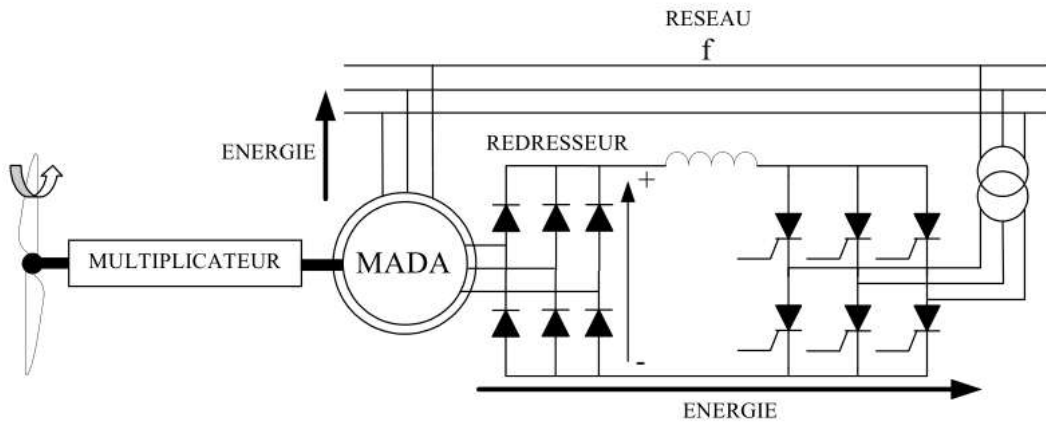 RESEAU
f
ENERGIE
REDRESSEUR
+
MULTIPLICATEUR
MADA
-
ENERGIE